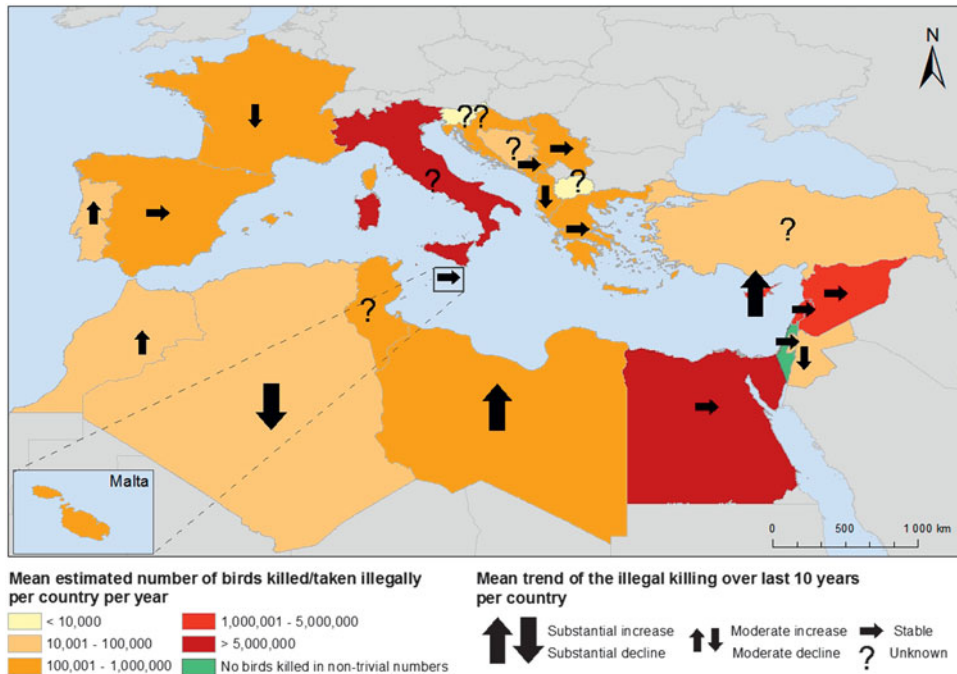 N
??
?
?
?
?
?
?
Malta
0 500 1 000 km
Mean estimated number of birds killed/taken illegally
per country per year
< 10,000
10,001 - 100,000
100,001 - 1,000,000
1,000,001 - 5,000,000
> 5,000,000
No birds killed in non-trivial numbers
Mean trend of the illegal killing over last 10 years
per country
Substantial increase
Substantial decline
Moderate increase
Moderate decline
Stable
? Unknown